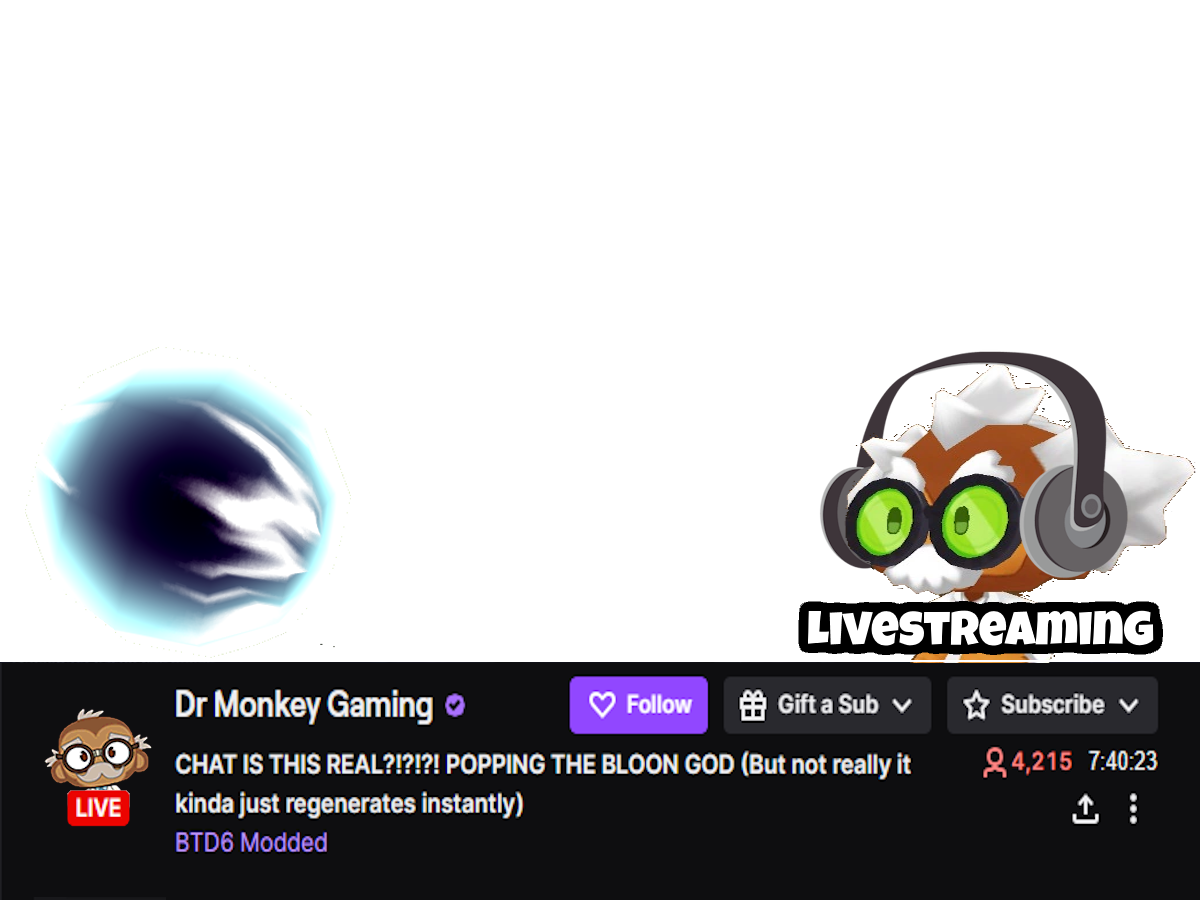 LIVESTREAMING
Dr Monkey Gaming
Follow
Gift a Sub
Subscribe
CHAT IS THIS REAL?!?!?! POPPING THE BLOON GOD (But not really it
kinda just regenerates instantly)
4,215 7:40:23
LIVE
BTD6 Modded